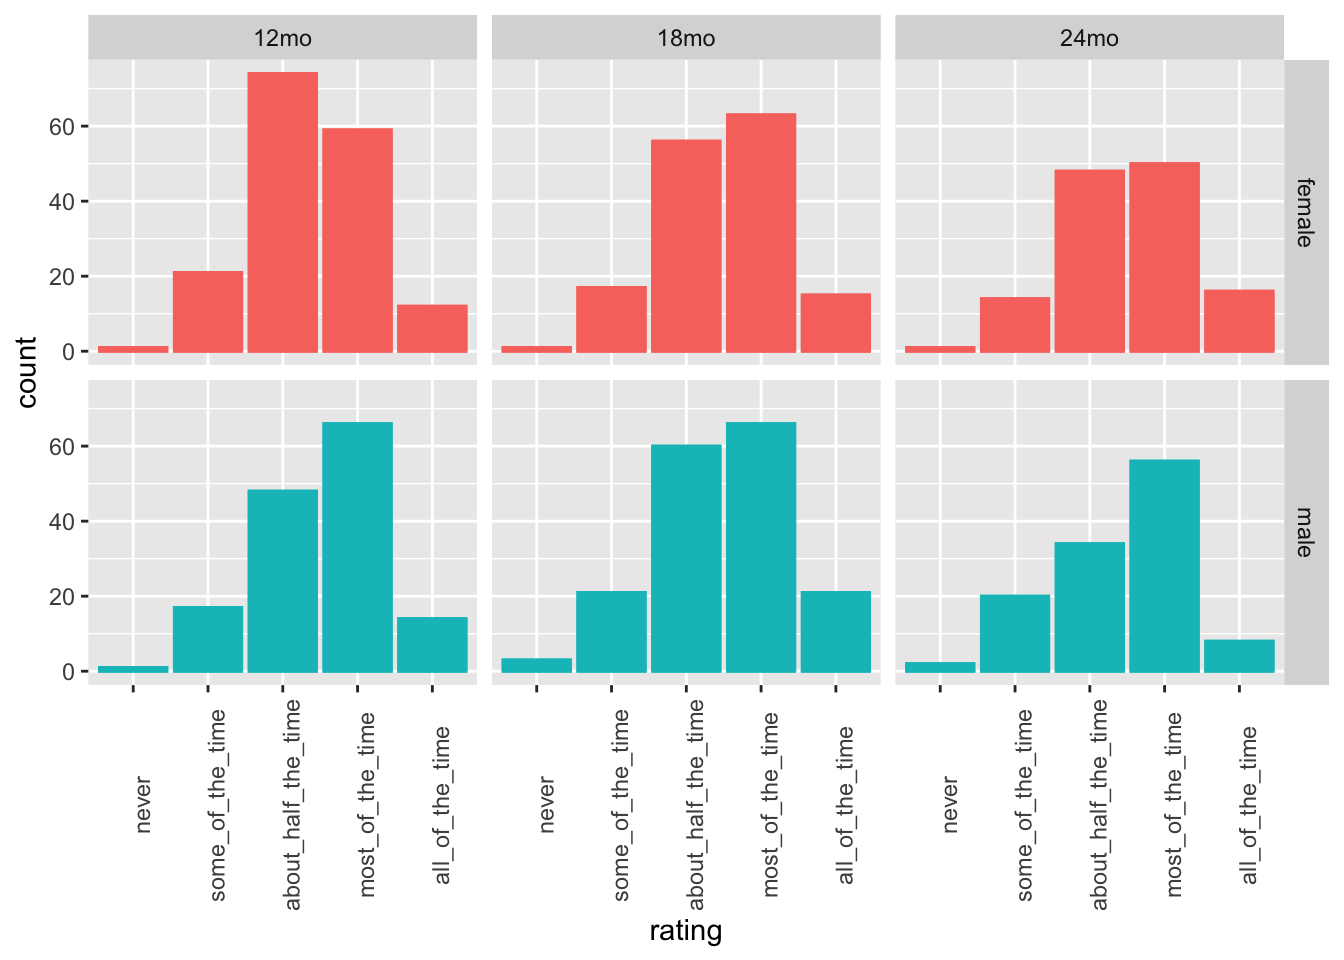 12mo
18mo
24mo
60
40
20
0
female
count
60
40
20
0
male
never
some_of_the_time
about_half_the_time
most_of_the_time
all_of_the_time
never
some_of_the_time
about_half_the_time
most_of_the_time
all_of_the_time
never
some_of_the_time
about_half_the_time
most_of_the_time
all_of_the_time
rating